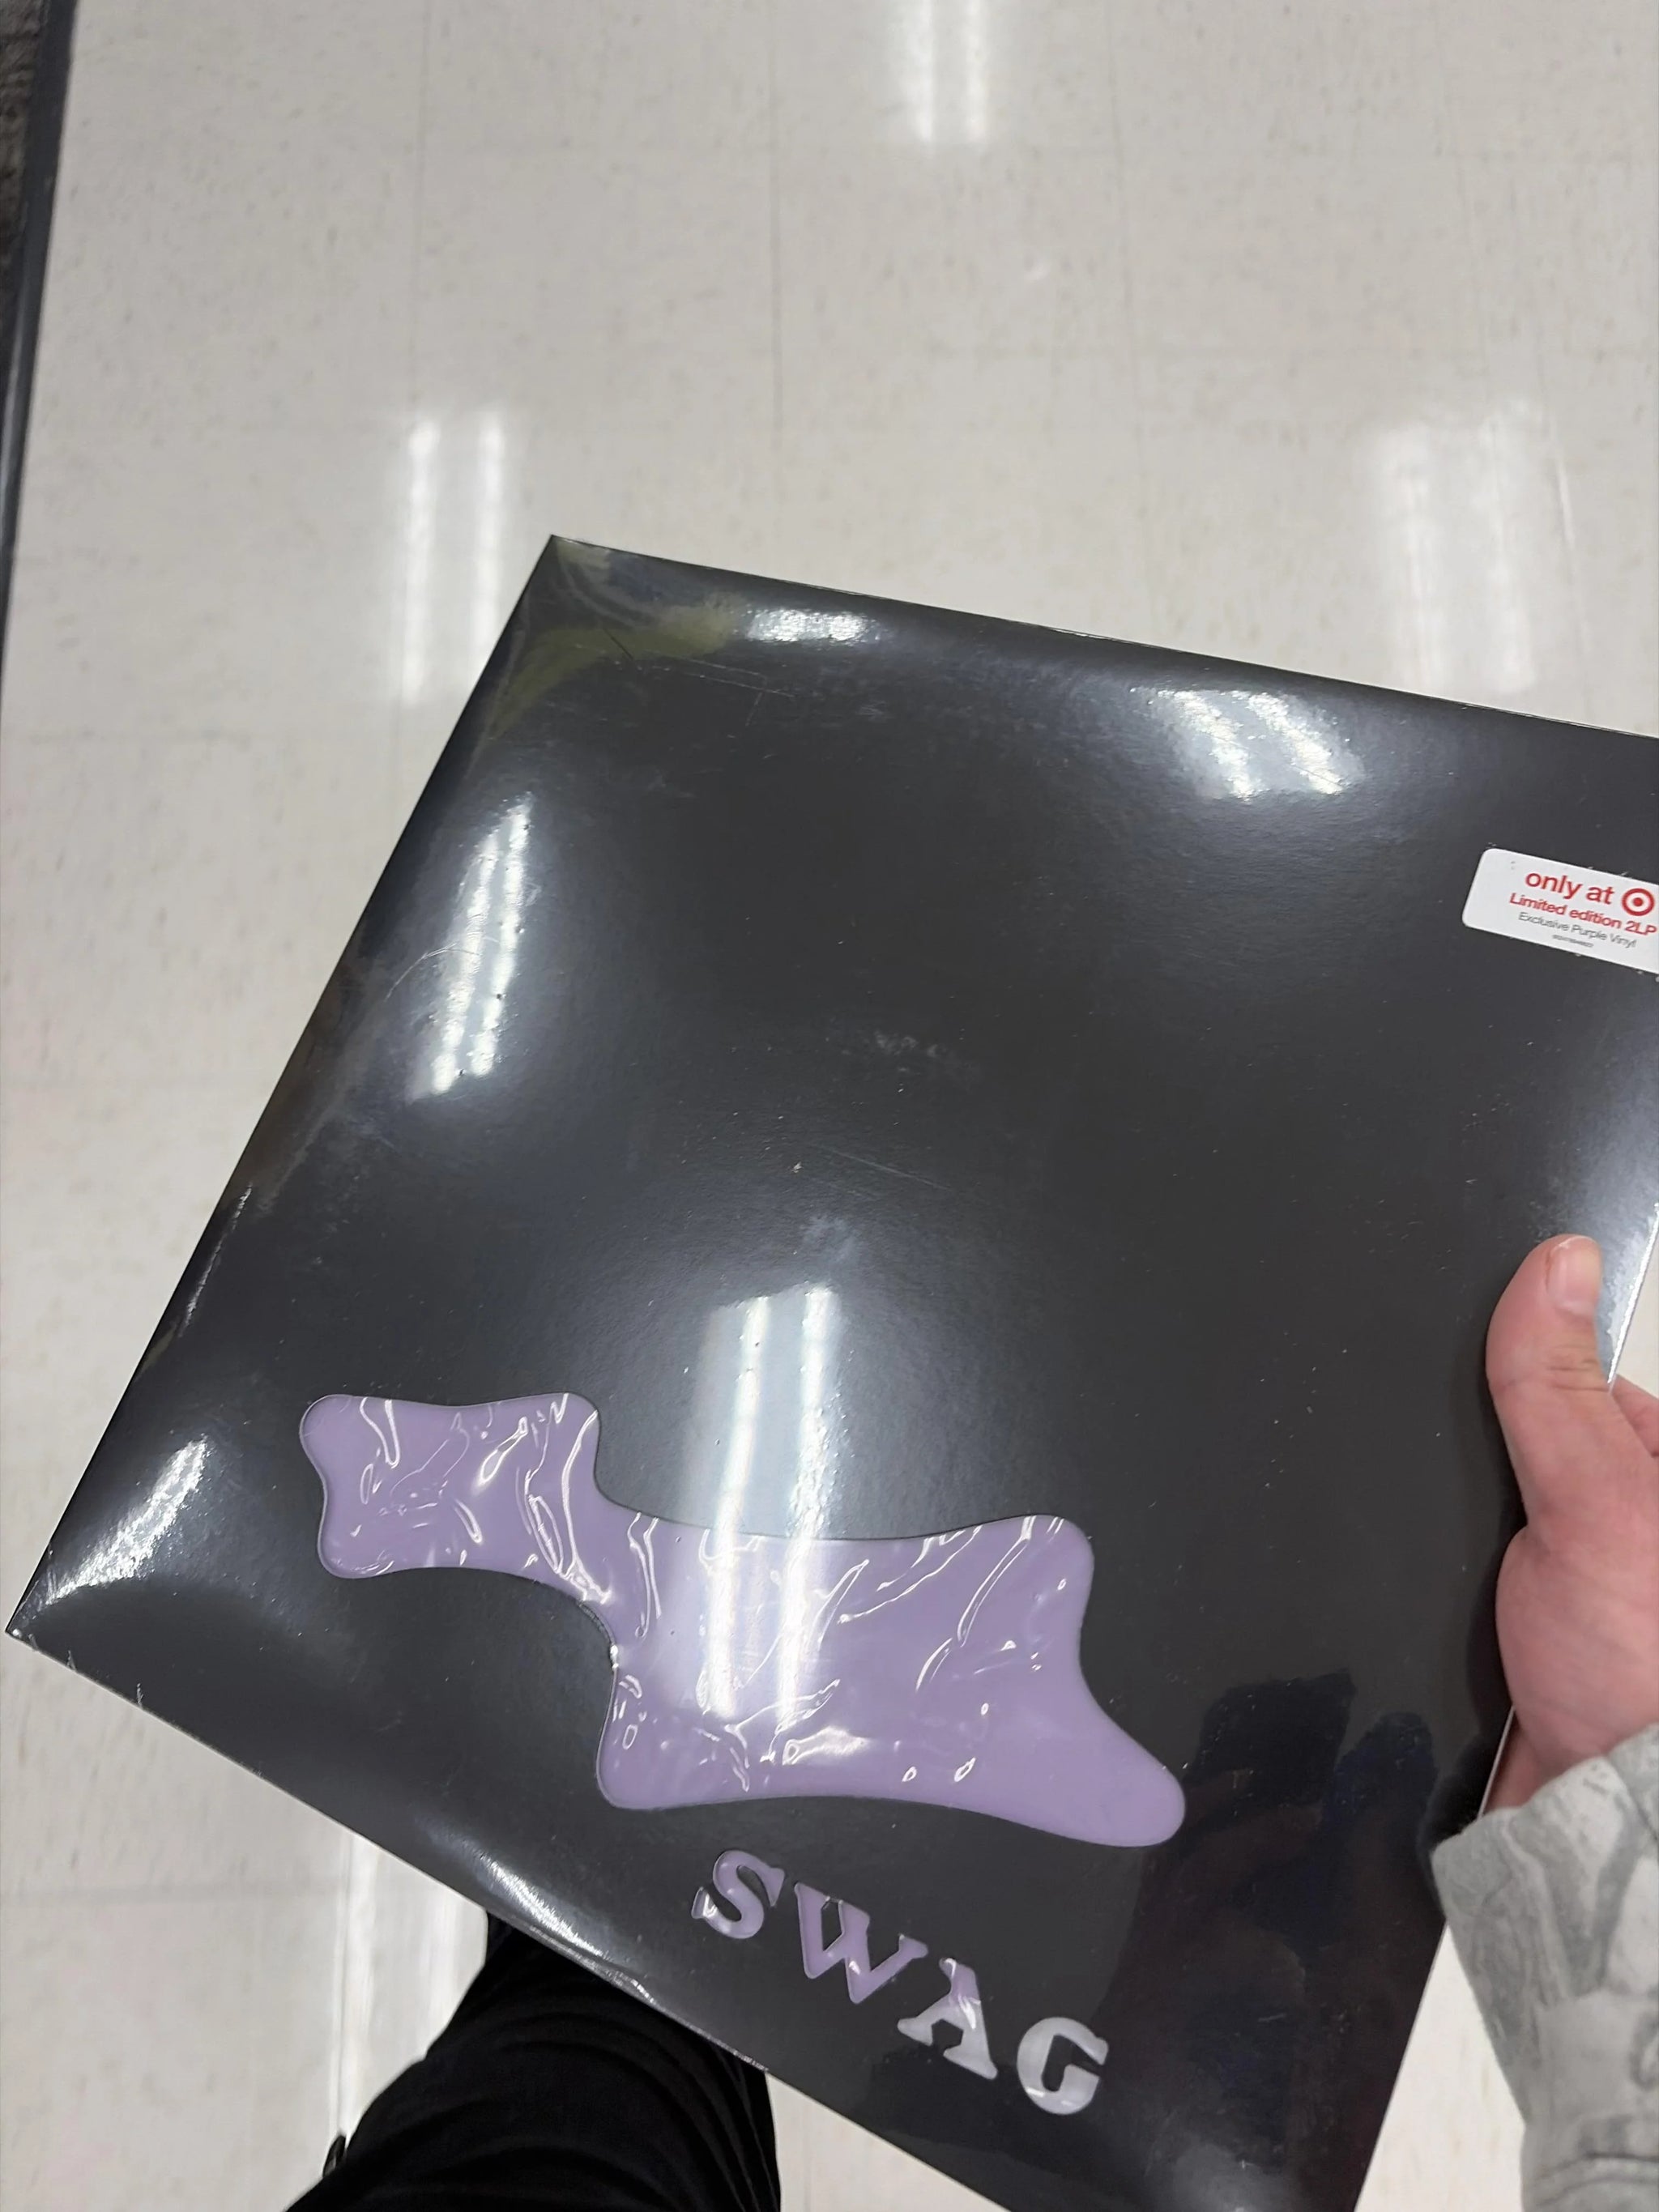 only at
Limited edition 2LP
Exclusive Purple Vinyl
SWAG